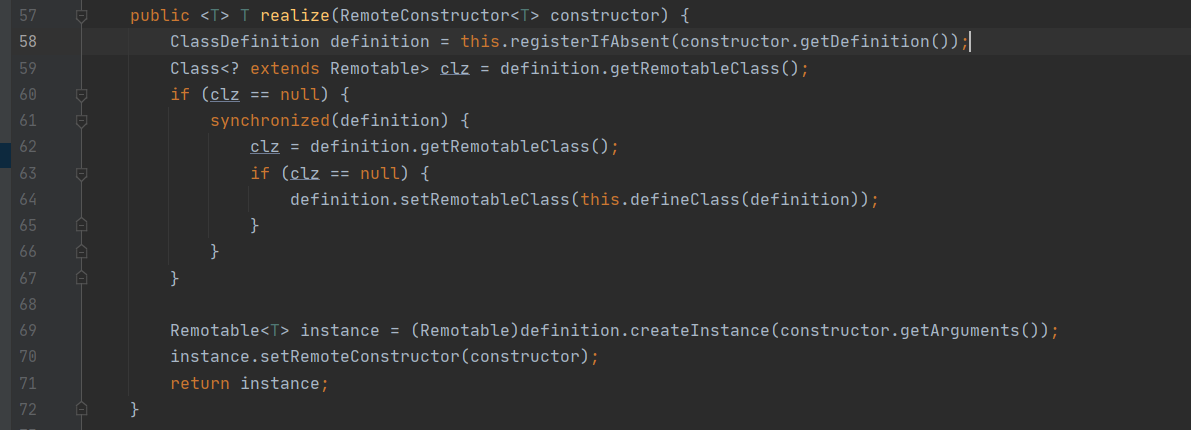 57 public <T> T realize(RemoteConstructor<T> constructor) {
58 ClassDefinition definition = this.registerIfAbsent(constructor.getDefinition());
59 Class<? extends Remotable> clz = definition.getRemotableClass();
60 if (clz == null) {
61 synchronized(definition) {
62 clz = definition.getRemotableClass();
63 if (clz == null) {
64 definition.setRemotableClass(this.defineClass(definition));
65 }
66 }
67 }
68
69 Remotable<T> instance = (Remotable)definition.createInstance(constructor.getArguments());
70 instance.setRemoteConstructor(constructor);
71 return instance;
72 }